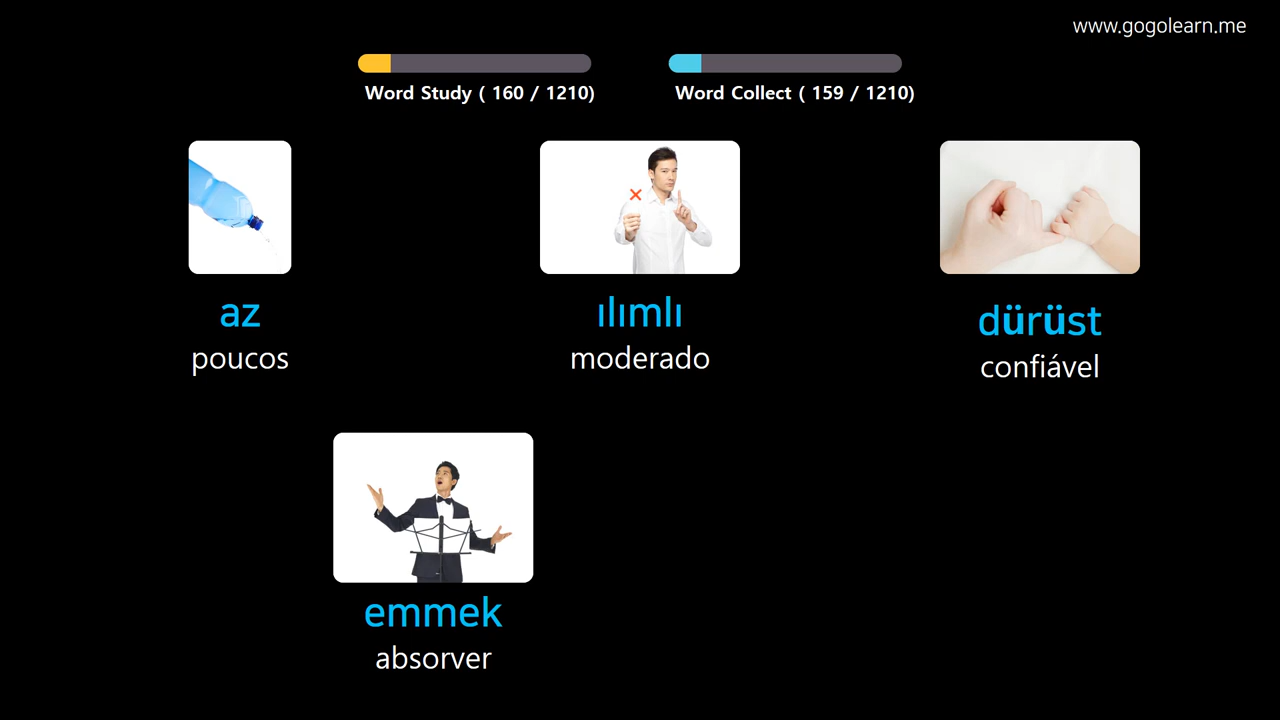 www.gogolearn.me
Word Study ( 160 / 1210)
Word Collect ( 159 / 1210)
az
poucos
ılımlı
moderado
dürüst
confiável
emmek
absorver